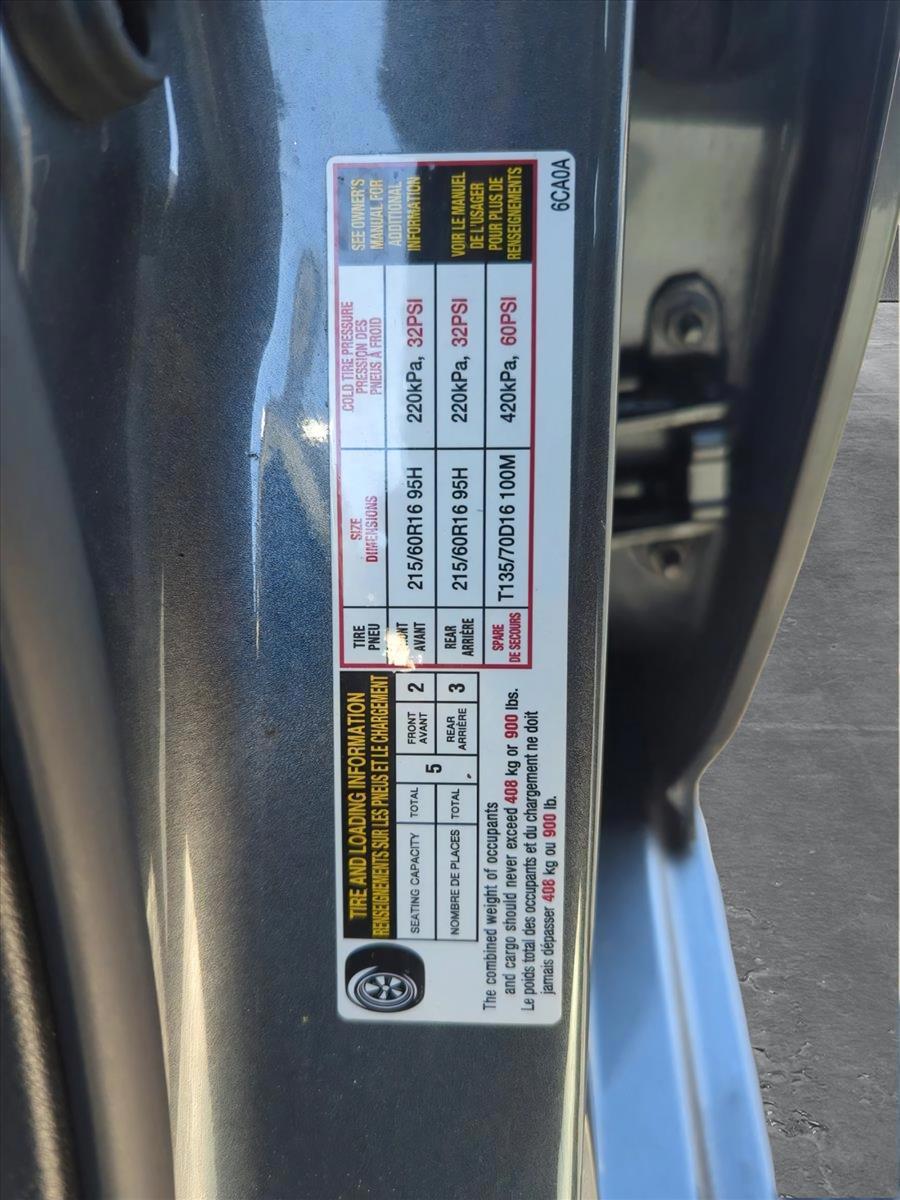 TIRE AND LOADING INFORMATION
RENSEIGNEMENTS SUR LES PNEUS ET LE CHARGEMENT
SEATING CAPACITY TOTAL 5 FRONT AVANT 2
NOMBRE DE PLACES TOTAL REAR ARRIÈRE 3
The combined weight of occupants
and cargo should never exceed 408 kg or 900 lbs.
Le poids total des occupants et du chargement ne doit
jamais dépasser 408 kg ou 900 lb.
TIRE
PNEU
SIZE
DIMENSIONS
COLD TIRE PRESSURE
PRESSION DES
PNEUS À FROID
AVANT 215/60R16 95H 220kPa, 32PSI
REAR
ARRIÈRE 215/60R16 95H 220kPa, 32PSI
SPARE
DE SECOURS T135/70D16 100M 420kPa, 60PSI
SEE OWNER'S
MANUAL FOR
ADDITIONAL
INFORMATION
VOIR LE MANUEL
DE L'USAGER
POUR PLUS DE
RENSEIGNEMENTS
6CA0A